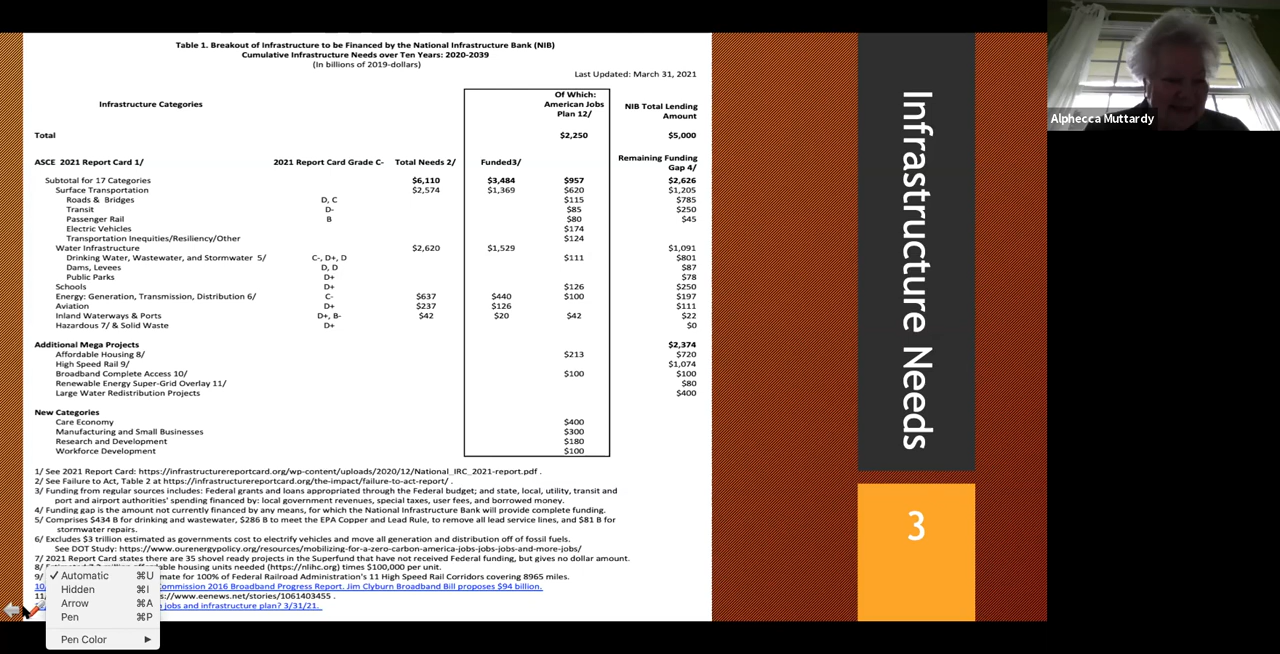 Table 1. Breakout of Infrastructure to be Financed by the National Infrastructure Bank (NIB)
Cumulative Infrastructure Needs over Ten Years: 2020-2039
(In billions of 2019-dollars)
Last Updated: March 31, 2021
Infrastructure Categories
Of Which:
American Jobs
Plan 12/
NIB Total Lending
Amount
Total $2,250 $5,000
ASCE 2021 Report Card 1/ 2021 Report Card Grade C- Total Needs 2/ Funded3/ Remaining Funding
Gap 4/
Subtotal for 17 Categories $6,110 $3,484 $957 $2,626
Surface Transportation $2,574 $1,369 $620 $1,205
Roads & Bridges D, C $115 $785
Transit D- $85 $250
Passenger Rail B $80 $45
Electric Vehicles $174
Transportation Inequities/Resiliency/Other $124
Water Infrastructure $2,620 $1,529 $1,091
Drinking Water, Wastewater, and Stormwater 5/ C-, D+, D $111 $801
Dams, Levees D, D $87
Public Parks D+ $78
Schools D+ $126 $250
Energy: Generation, Transmission, Distribution 6/ C- $637 $440 $100 $197
Aviation D+ $237 $126 $111
Inland Waterways & Ports D+, B- $42 $20 $42 $22
Hazardous 7/ & Solid Waste D+ $0
Additional Mega Projects $2,374
Affordable Housing 8/ $213 $720
High Speed Rail 9/ $1,074
Broadband Complete Access 10/ $100 $100
Renewable Energy Super-Grid Overlay 11/ $80
Large Water Redistribution Projects $400
New Categories
Care Economy $400
Manufacturing and Small Businesses $300
Research and Development $180
Workforce Development $100
1/ See 2021 Report Card: https://infrastructurereportcard.org/wp-content/uploads/2020/12/National_IRC_2021-report.pdf .
2/ See Failure to Act, Table 2 at https://infrastructurereportcard.org/the-impact/failure-to-act-report/ .
3/ Funding from regular sources includes: Federal grants and loans appropriated through the Federal budget; and state, local, utility, transit and
port and airport authorities' spending financed by: local government revenues, special taxes, user fees, and borrowed money.
4/ Funding gap is the amount not currently financed by any means, for which the National Infrastructure Bank will provide complete funding.
5/ Comprises $434 B for drinking and wastewater, $286 B to meet the EPA Copper and Lead Rule, to remove all lead service lines, and $81 B for
stormwater repairs.
6/ Excludes $3 trillion estimated as governments cost to electrify vehicles and move all generation and distribution off of fossil fuels.
See DOT Study: https://www.ourenergypolicy.org/resources/mobilizing-for-a-zero-carbon-america-jobs-jobs-jobs-and-more-jobs/
7/ 2021 Report Card states there are 35 shovel ready projects in the Superfund that have not received Federal funding, but gives no dollar amount.
8/ housing units needed (https://nlihc.org) times $100,000 per unit.
9/ mate for 100% of Federal Railroad Administration's 11 High Speed Rail Corridors covering 8965 miles.
10/ Commission 2016 Broadband Progress Report. Jim Clyburn Broadband Bill proposes $94 billion.
11/ s://www.eenews.net/stories/1061403455 .
jobs and infrastructure plan? 3/31/21.
✓ Automatic ⌘U
Hidden ⌘I
Arrow ⌘A
Pen ⌘P
Pen Color ▶
Infrastructure Needs
3
Alphecca Muttardy